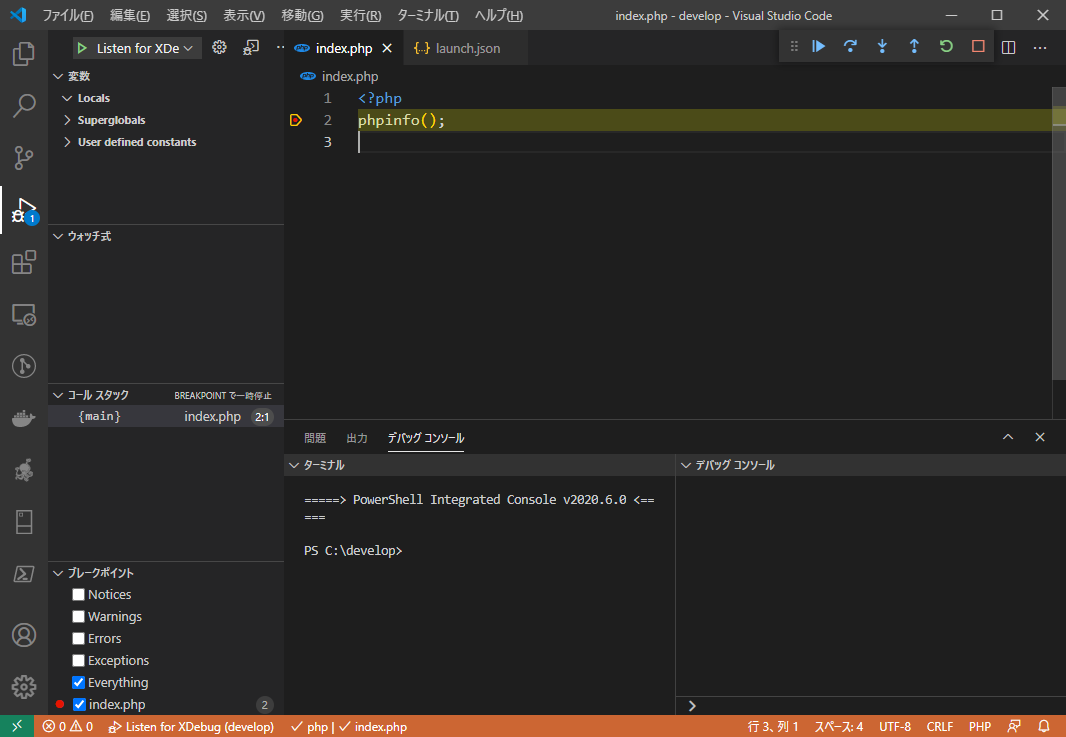 ファイル(F) 編集(E) 選択(S) 表示(V) 移動(G) 実行(R) ターミナル(T) ヘルプ(H) index.php - develop - Visual Studio Code
Listen for XDe
index.php
launch.json
index.php
変数
Locals
Superglobals
User defined constants
1 <?php
2 phpinfo();
3
1
ウォッチ式
コール スタック BREAKPOINT で一時停止
{main} index.php 2:1
ブレークポイント
Notices
Warnings
Errors
Exceptions
Everything
index.php 2
問題 出力 デバッグ コンソール
ターミナル
=====> PowerShell Integrated Console v2020.6.0 <==
===
PS C:\develop>
デバッグ コンソール
0 0 Listen for XDebug (develop) php | index.php 行 3、列 1 スペース: 4 UTF-8 CRLF PHP